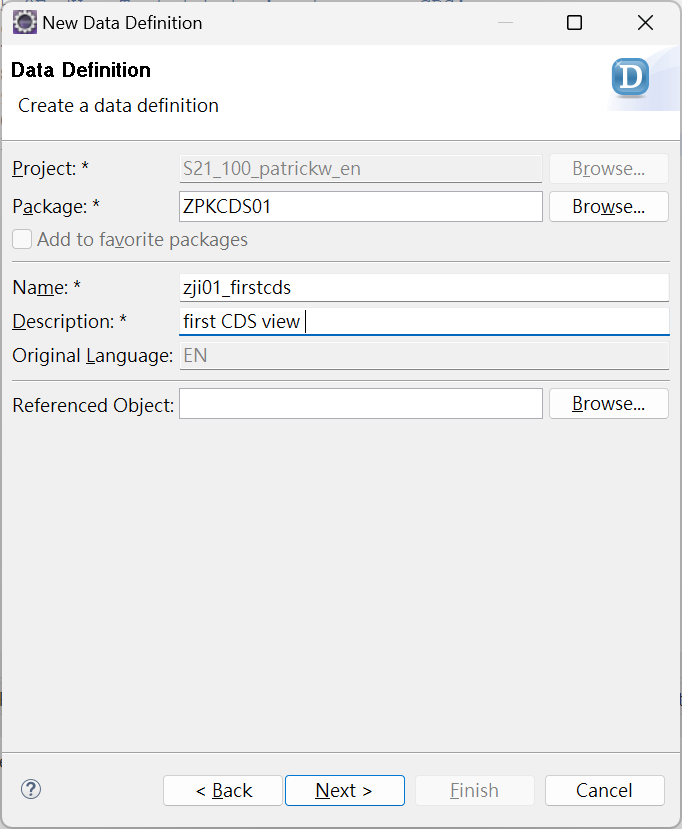 New Data Definition
Data Definition
D
Create a data definition
Project: * S21_100_patrickw_en Browse...
Package: * ZPKCDS01 Browse...
Add to favorite packages
Name: * zji01_firstcds
Description: * first CDS view
Original Language: EN
Referenced Object: Browse...
? < Back Next > Finish Cancel